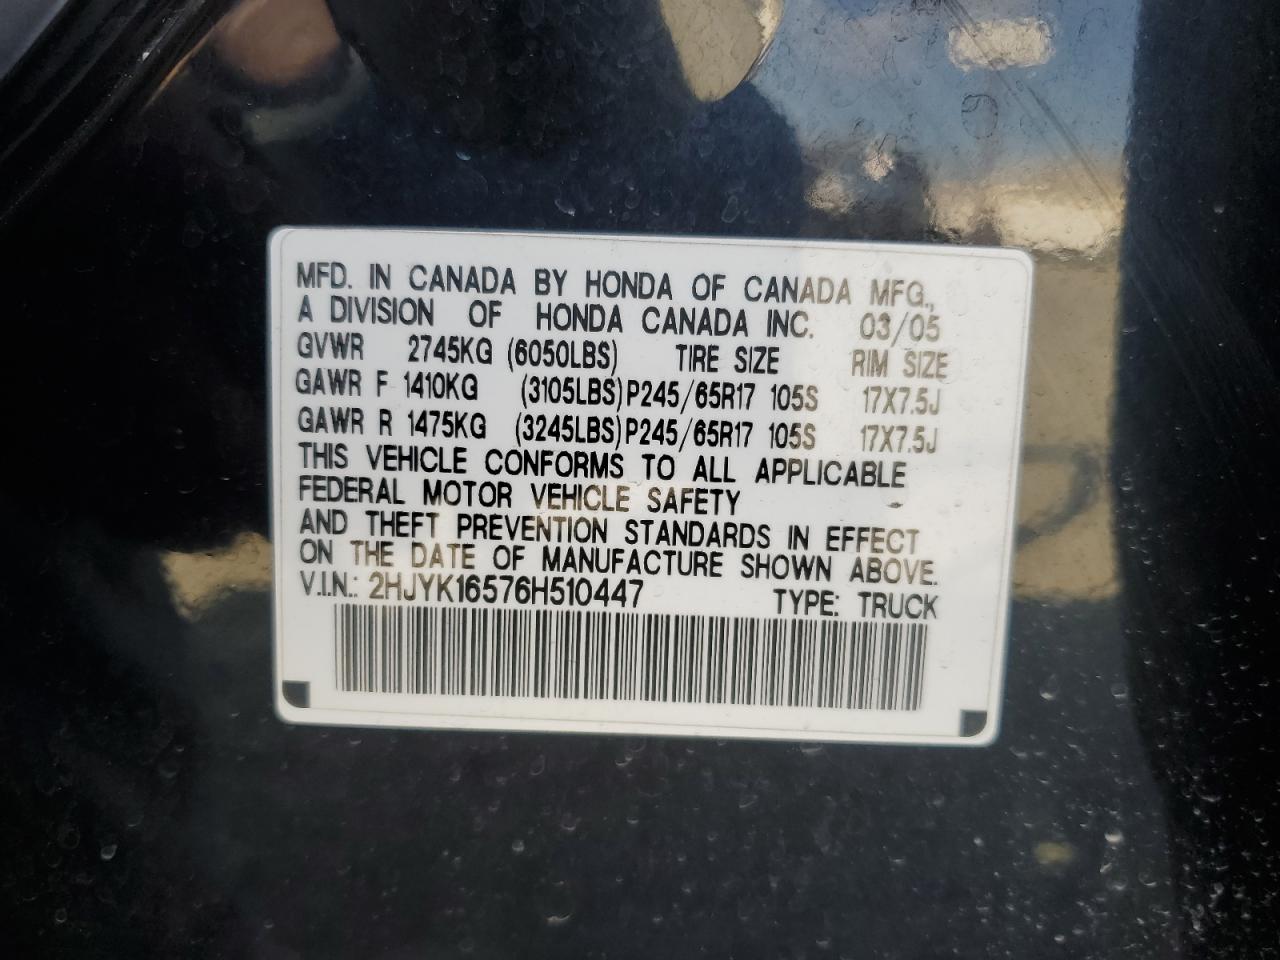 MFD. IN CANADA BY HONDA OF CANADA MFG.,
A DIVISION OF HONDA CANADA INC. 03/05
GVWR 2745KG (6050LBS) TIRE SIZE RIM SIZE
GAWR F 1410KG (3105LBS) P245/65R17 105S 17X7.5J
GAWR R 1475KG (3245LBS) P245/65R17 105S 17X7.5J
THIS VEHICLE CONFORMS TO ALL APPLICABLE
FEDERAL MOTOR VEHICLE SAFETY
AND THEFT PREVENTION STANDARDS IN EFFECT
ON THE DATE OF MANUFACTURE SHOWN ABOVE.
V.I.N.: 2HJYK16576H510447 TYPE: TRUCK